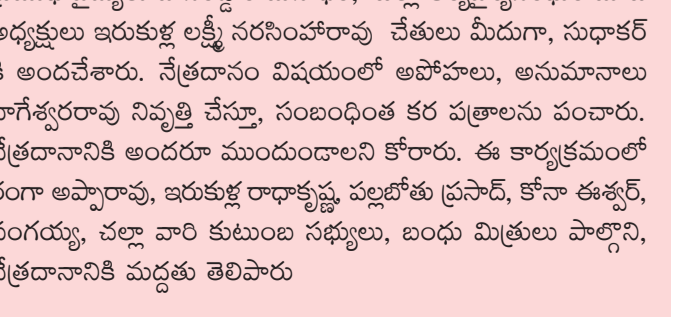 అధ్యక్షులు ఇరుకుళ్ల లక్ష్మీ నరసింహారావు చేతులు మీదుగా, సుధాకర్
కి అందచేశారు. నేత్రదానం విషయంలో అపోహలు, అనుమానాలు
నాగేశ్వరరావు నివృత్తి చేస్తూ, సంబంధింత కర పత్రాలను పంచారు.
నేత్రదానానికి అందరూ ముందుండాలని కోరారు. ఈ కార్యక్రమంలో
రంగా అప్పారావు, ఇరుకుళ్ల రాధాకృష్ణ, పల్లబోతు ప్రసాద్, కోనా ఈశ్వర్,
చల్లా వారి కుటుంబ సభ్యులు, బంధు మిత్రులు పాల్గొని,
నేత్రదానానికి మద్దతు తెలిపారు